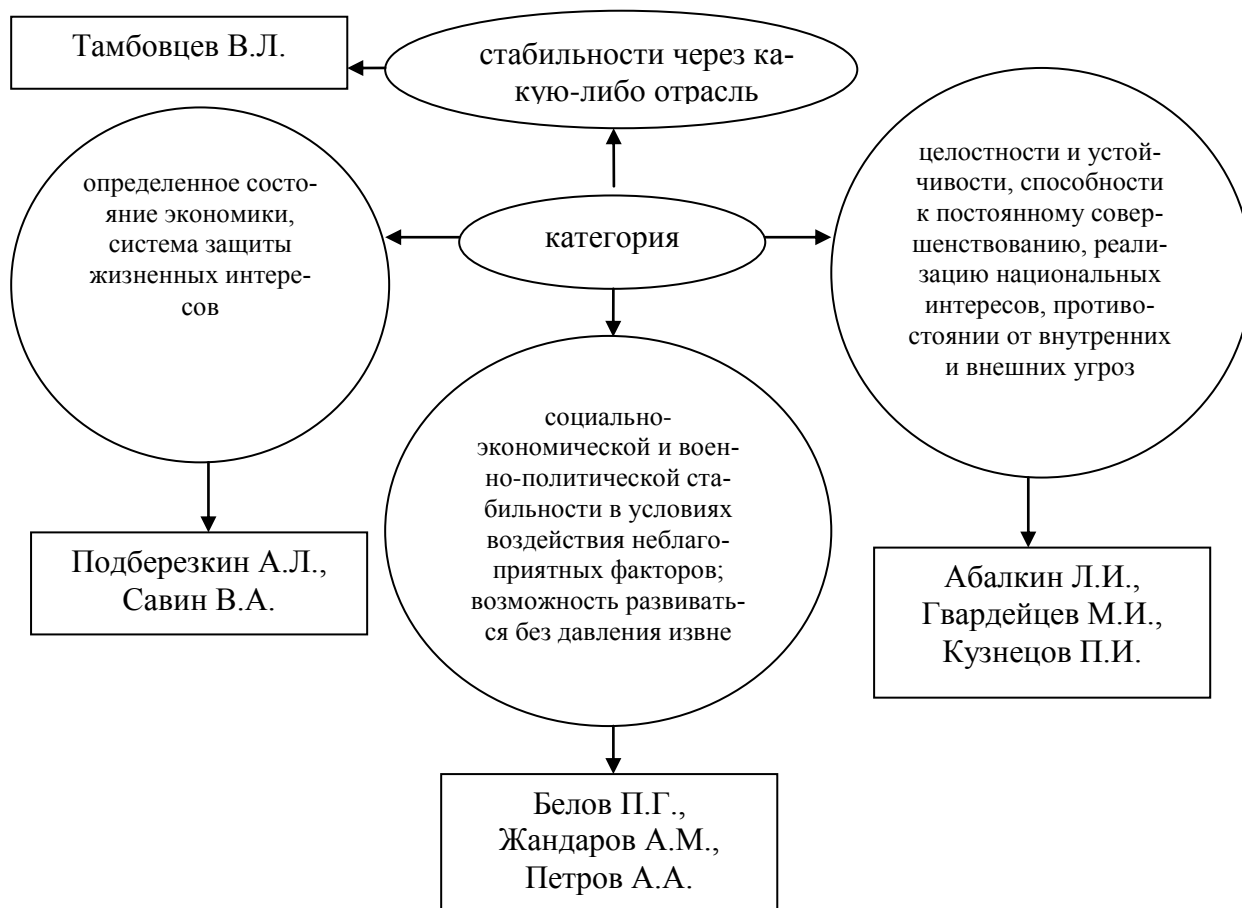 Тамбовцев В.Л.
стабильности через ка-
кую-либо отрасль
определенное состо-
яние экономики,
система защиты
жизненных интере-
сов
категория
целостности и устой-
чивости, способности
к постоянному совер-
шенствованию, реали-
зацию национальных
интересов, противо-
стоянии от внутренних
и внешних угроз
социально-
экономической и воен-
но-политической ста-
бильности в условиях
воздействия неблаго-
приятных факторов;
возможность развивать-
ся без давления извне
Подберезкин А.Л.,
Савин В.А.
Абалкин Л.И.,
Гвардейцев М.И.,
Кузнецов П.И.
Белов П.Г.,
Жандаров А.М.,
Петров А.А.